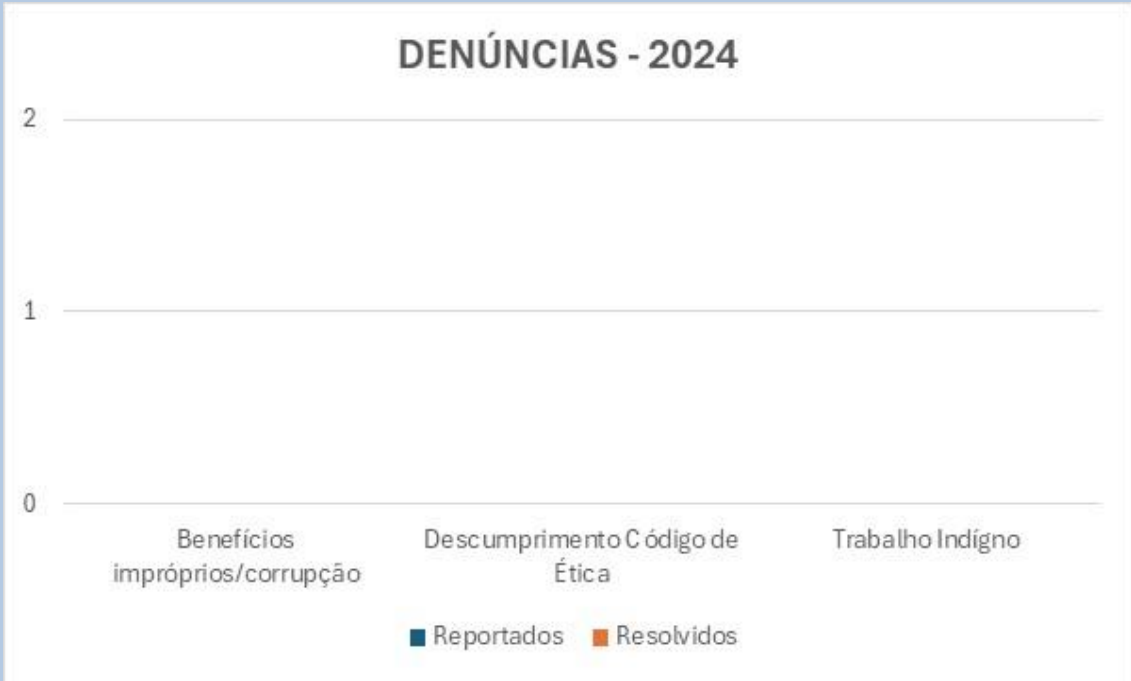 DENÚNCIAS - 2024
2
1
0
Benefícios
impróprios/corrupção
Descumprimento Código de
Ética
Trabalho Indígno
Reportados
Resolvidos